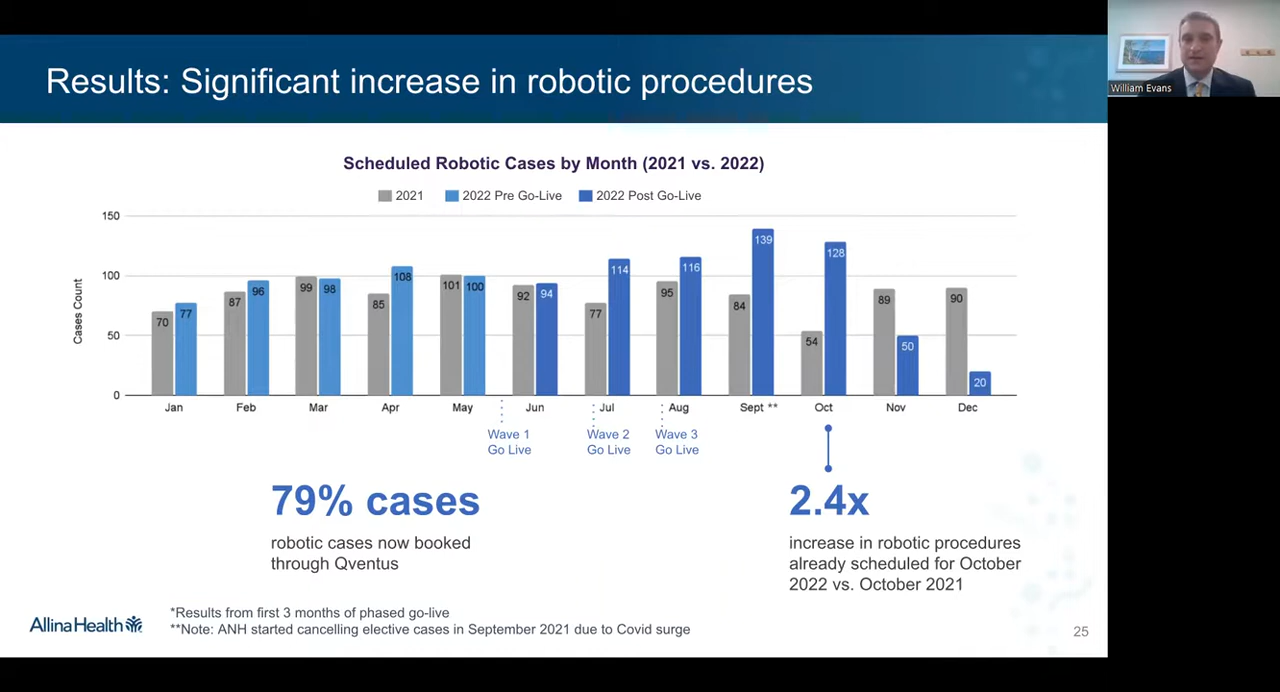 Results: Significant increase in robotic procedures
William Evans
Scheduled Robotic Cases by Month (2021 vs. 2022)
2021 2022 Pre Go-Live 2022 Post Go-Live
Cases Count
150
100
50
0
70 77 87 96 99 98 85 108 101 100 92 94 77 114 95 116 84 139 54 128 89 50 90 20
Jan Feb Mar Apr May Jun Jul Aug Sept ** Oct Nov Dec
Wave 1 Wave 2 Wave 3
Go Live Go Live Go Live
79% cases
robotic cases now booked
through Qventus
2.4x
increase in robotic procedures
already scheduled for October
2022 vs. October 2021
*Results from first 3 months of phased go-live
**Note: ANH started cancelling elective cases in September 2021 due to Covid surge
AllinaHealth
25